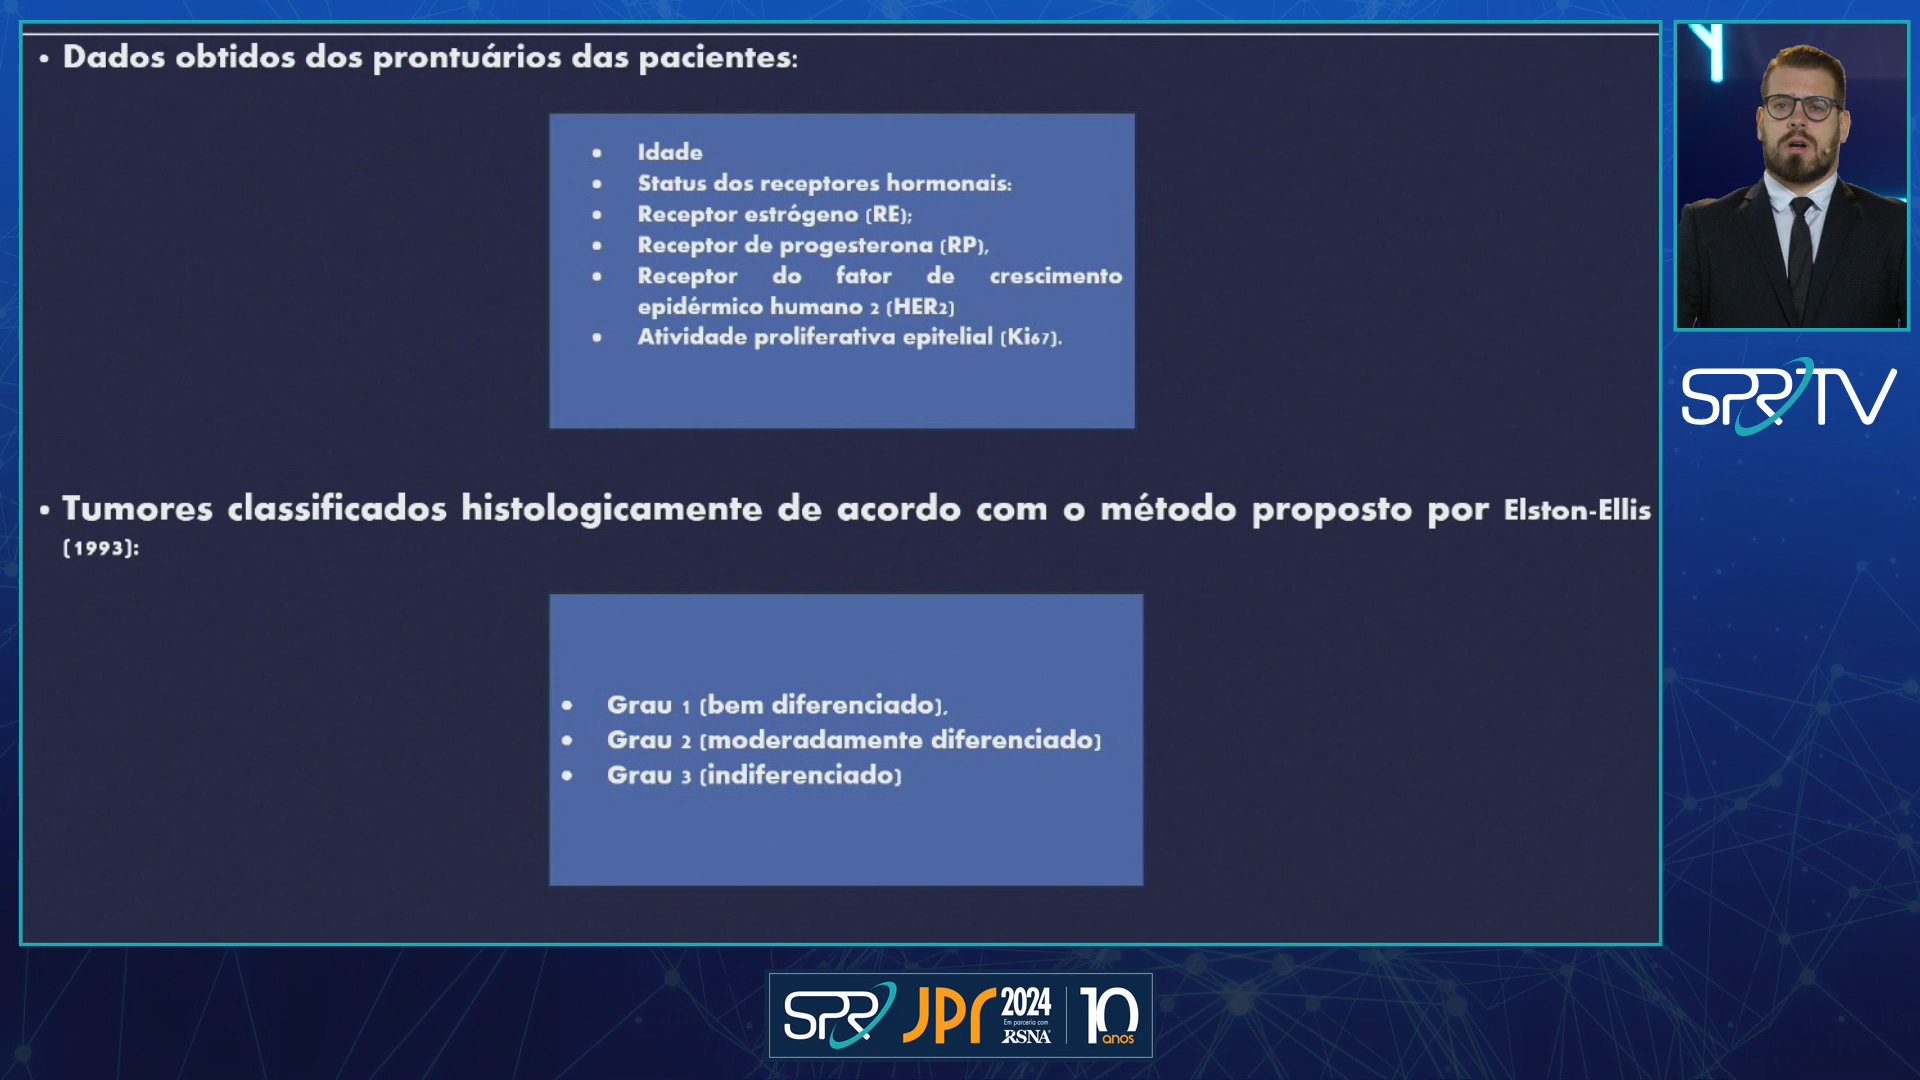 • Dados obtidos dos prontuários das pacientes:
• Idade
• Status dos receptores hormonais:
• Receptor estrógeno (RE);
• Receptor de progesterona (RP),
• Receptor do fator de crescimento
epidérmico humano 2 (HER2)
• Atividade proliferativa epitelial (Ki67).
• Tumores classificados histologicamente de acordo com o método proposto por Elston-Ellis
(1993):
• Grau 1 (bem diferenciado),
• Grau 2 (moderadamente diferenciado)
• Grau 3 (indiferenciado)
SPR TV
SPR JPR 2024
Em parceria com
RSNA
10
anos